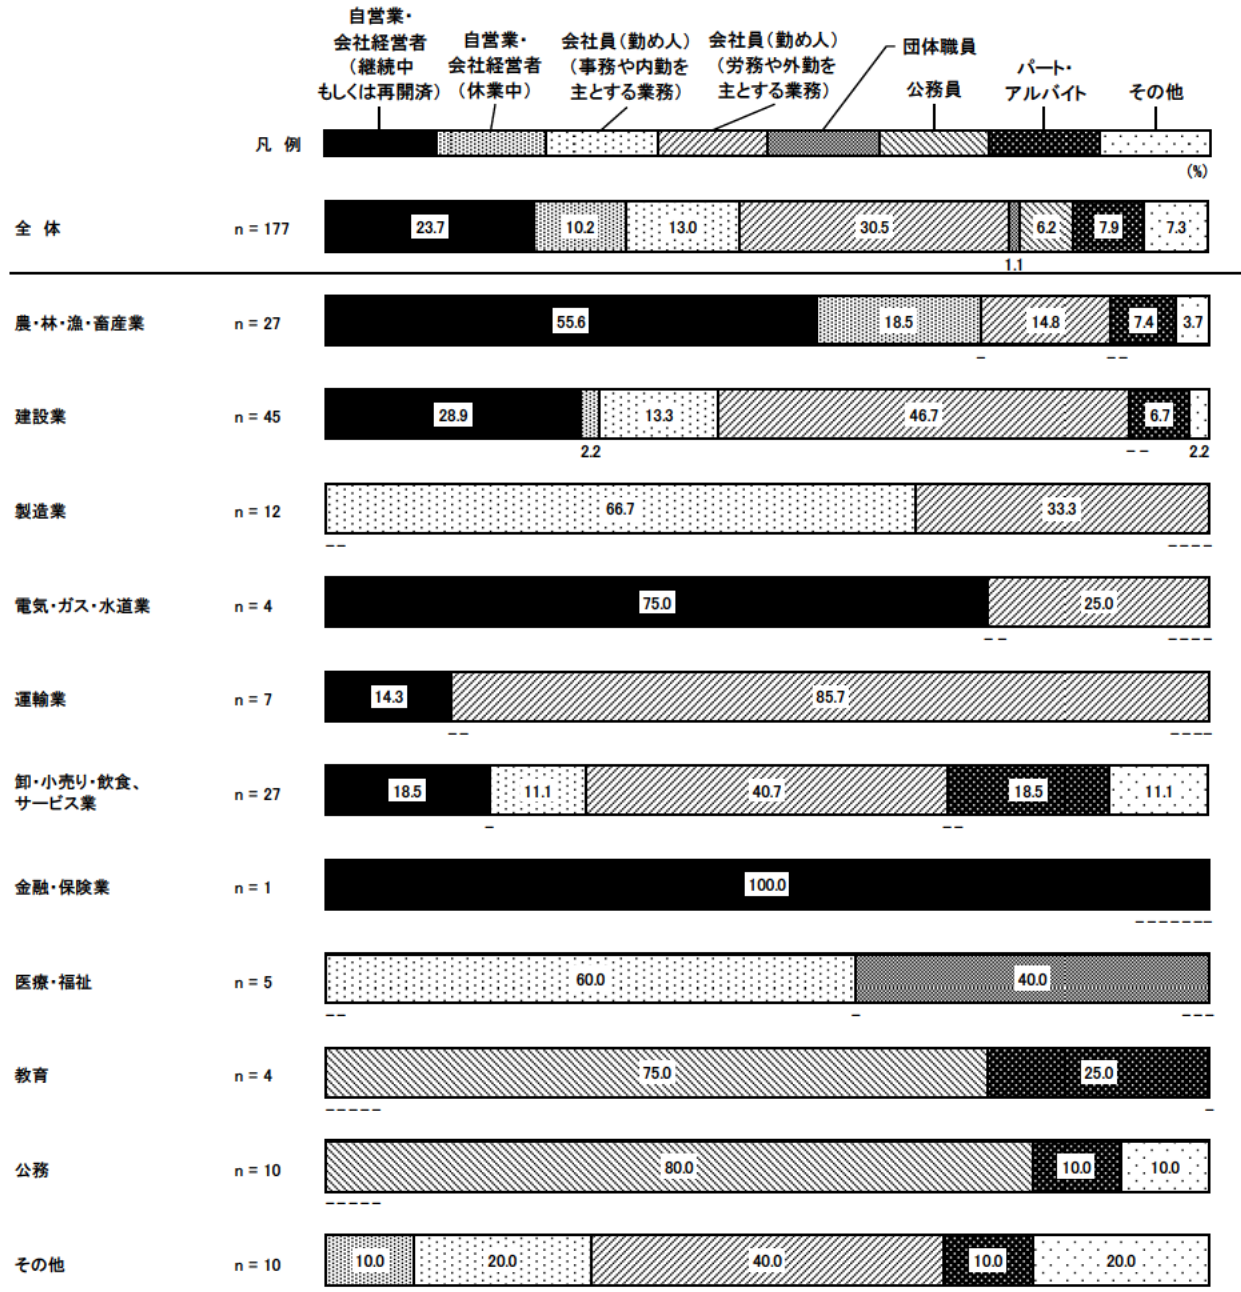 自営業・
会社経営者
（継続中
もしくは再開済）
自営業・
会社経営者
（休業中）
会社員（勤め人）
（事務や内勤を
主とする業務）
会社員（勤め人）
（労務や外勤を
主とする業務）
団体職員
公務員
パート・
アルバイト
その他
凡 例
(%)
全 体 n = 177 23.7 10.2 13.0 30.5 6.2 7.9 7.3
1.1
農・林・漁・畜産業 n = 27 55.6 18.5 14.8 7.4 3.7
- --
建設業 n = 45 28.9 13.3 46.7 6.7
2.2 -- 2.2
製造業 n = 12 66.7 33.3
-- ----
電気・ガス・水道業 n = 4 75.0 25.0
-- ----
運輸業 n = 7 14.3 85.7
-- ----
卸・小売り・飲食、
サービス業 n = 27 18.5 11.1 40.7 18.5 11.1
- --
金融・保険業 n = 1 100.0
-------
医療・福祉 n = 5 60.0 40.0
-- - ---
教育 n = 4 75.0 25.0
----- -
公務 n = 10 80.0 10.0 10.0
-----
その他 n = 10 10.0 20.0 40.0 10.0 20.0